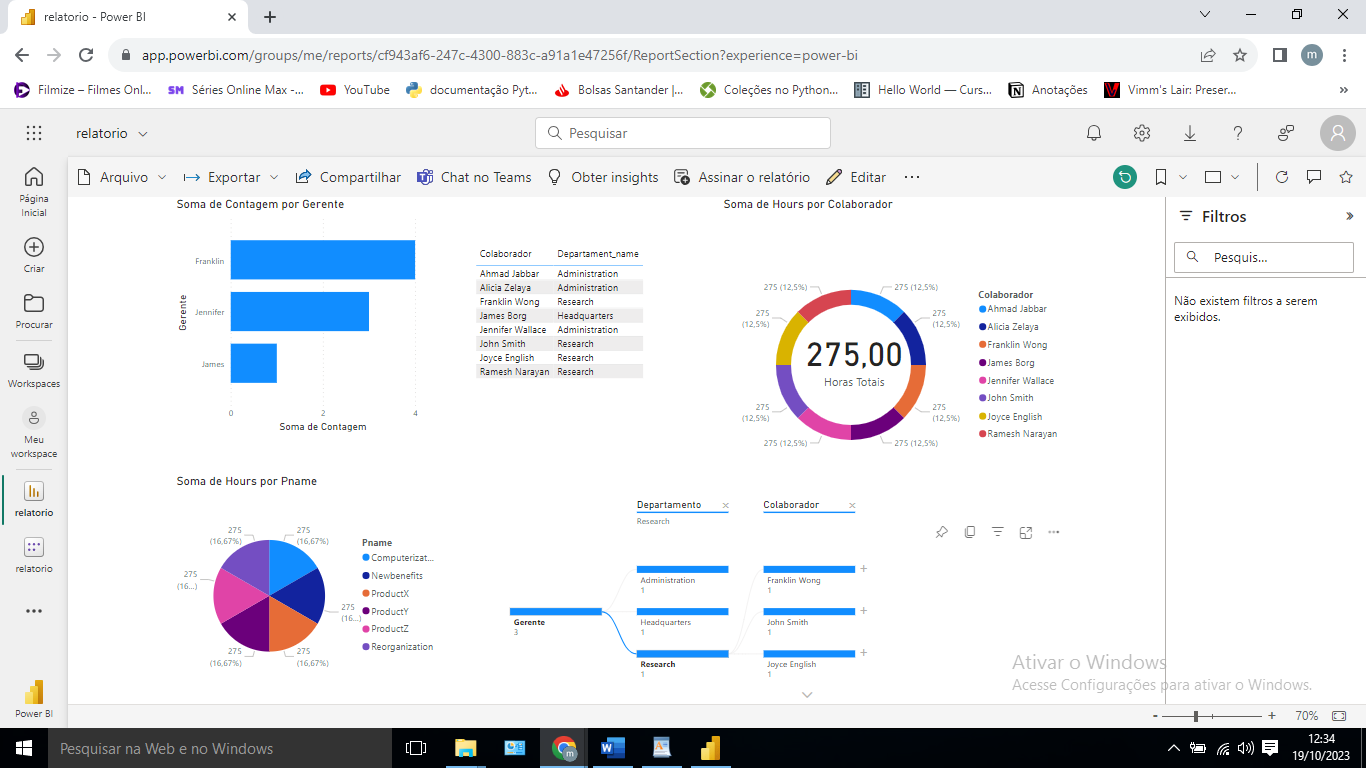 relatorio - Power BI
app.powerbi.com/groups/me/reports/cf943af6-247c-4300-883c-a91a1e47256f/ReportSection?experience=power-bi
m
Filmize – Filmes Onl...
SM Séries Online Max -...
YouTube
documentação Pyt...
Bolsas Santander |...
Coleções no Python...
Hello World — Curs...
Anotações
Vimm's Lair: Preser...
relatorio
Pesquisar
Arquivo
Exportar
Compartilhar
Chat no Teams
Obter insights
Assinar o relatório
Editar
Página
Inicial
Criar
Procurar
Workspaces
Meu
workspace
relatorio
relatorio
Power BI
Soma de Contagem por Gerente
Gerente
Franklin
Jennifer
James
0 2 4
Soma de Contagem
Colaborador Departament_name
Ahmad Jabbar Administration
Alicia Zelaya Administration
Franklin Wong Research
James Borg Headquarters
Jennifer Wallace Administration
John Smith Research
Joyce English Research
Ramesh Narayan Research
Soma de Hours por Colaborador
275 (12,5%)
275 (12,5%)
275
(12,5%)
275
(12,5%)
275,00
Horas Totais
275
(12,5%)
275
(12,5%)
275 (12,5%)
275 (12,5%)
Colaborador
Ahmad Jabbar
Alicia Zelaya
Franklin Wong
James Borg
Jennifer Wallace
John Smith
Joyce English
Ramesh Narayan
Soma de Hours por Pname
275
(16,67%)
275
(16,67%)
275
(16...)
275
(16...)
275
(16,67%)
275
(16,67%)
Pname
Computerizat...
Newbenefits
ProductX
ProductY
ProductZ
Reorganization
Departamento
Research
Colaborador
Gerente
3
Administration
1
Headquarters
1
Research
1
Franklin Wong
1
John Smith
1
Joyce English
1
Filtros
Pesquis...
Não existem filtros a serem
exibidos.
Ativar o Windows
Acesse Configurações para ativar o Windows.
- + 70%
Pesquisar na Web e no Windows
12:34
19/10/2023